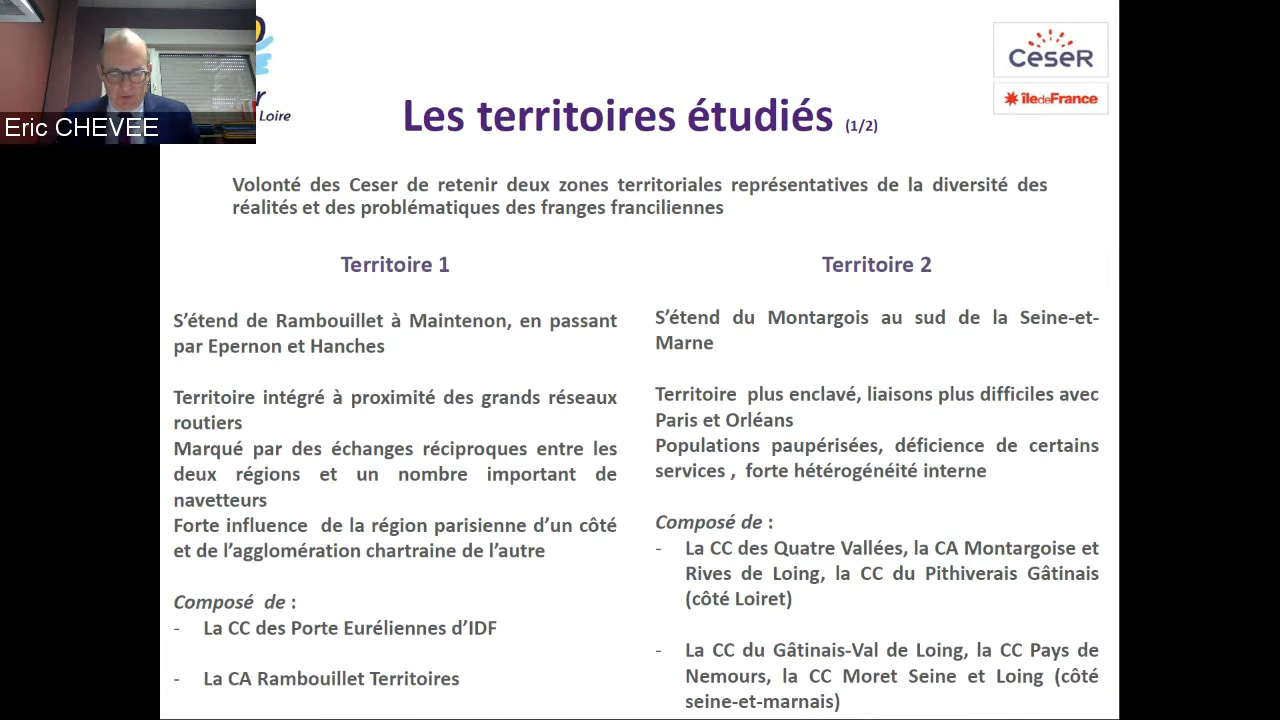 Eric CHEVEE
Loire
CeseR
îledeFrance
Les territoires étudiés (1/2)
Volonté des Ceser de retenir deux zones territoriales représentatives de la diversité des
réalités et des problématiques des franges franciliennes
Territoire 1
S’étend de Rambouillet à Maintenon, en passant
par Epernon et Hanches
Territoire intégré à proximité des grands réseaux
routiers
Marqué par des échanges réciproques entre les
deux régions et un nombre important de
navetteurs
Forte influence de la région parisienne d’un côté
et de l’agglomération chartraine de l’autre
Composé de :
- La CC des Porte Euréliennes d’IDF
- La CA Rambouillet Territoires
Territoire 2
S’étend du Montargois au sud de la Seine-et-
Marne
Territoire plus enclavé, liaisons plus difficiles avec
Paris et Orléans
Populations paupérisées, déficience de certains
services , forte hétérogénéité interne
Composé de :
- La CC des Quatre Vallées, la CA Montargoise et
Rives de Loing, la CC du Pithiverais Gâtinais
(côté Loiret)
- La CC du Gâtinais-Val de Loing, la CC Pays de
Nemours, la CC Moret Seine et Loing (côté
seine-et-marnais)